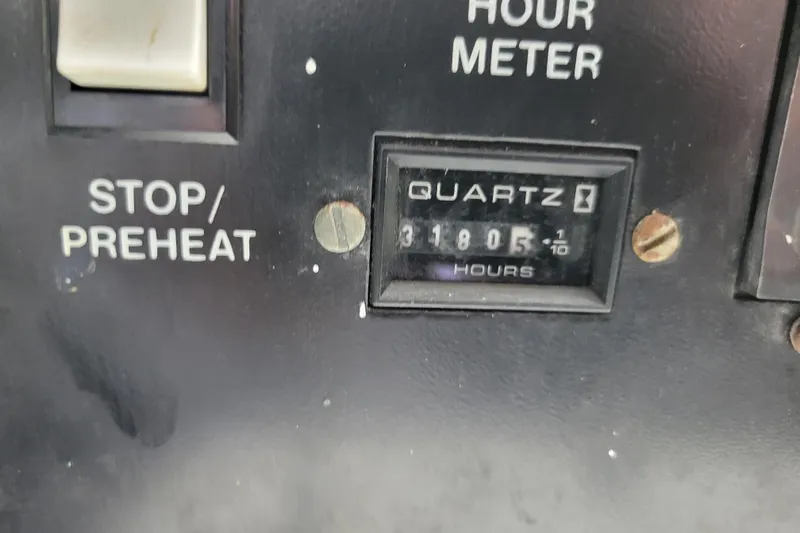 HOUR
METER
STOP/
PREHEAT
QUARTZ
31805 1/10
HOURS